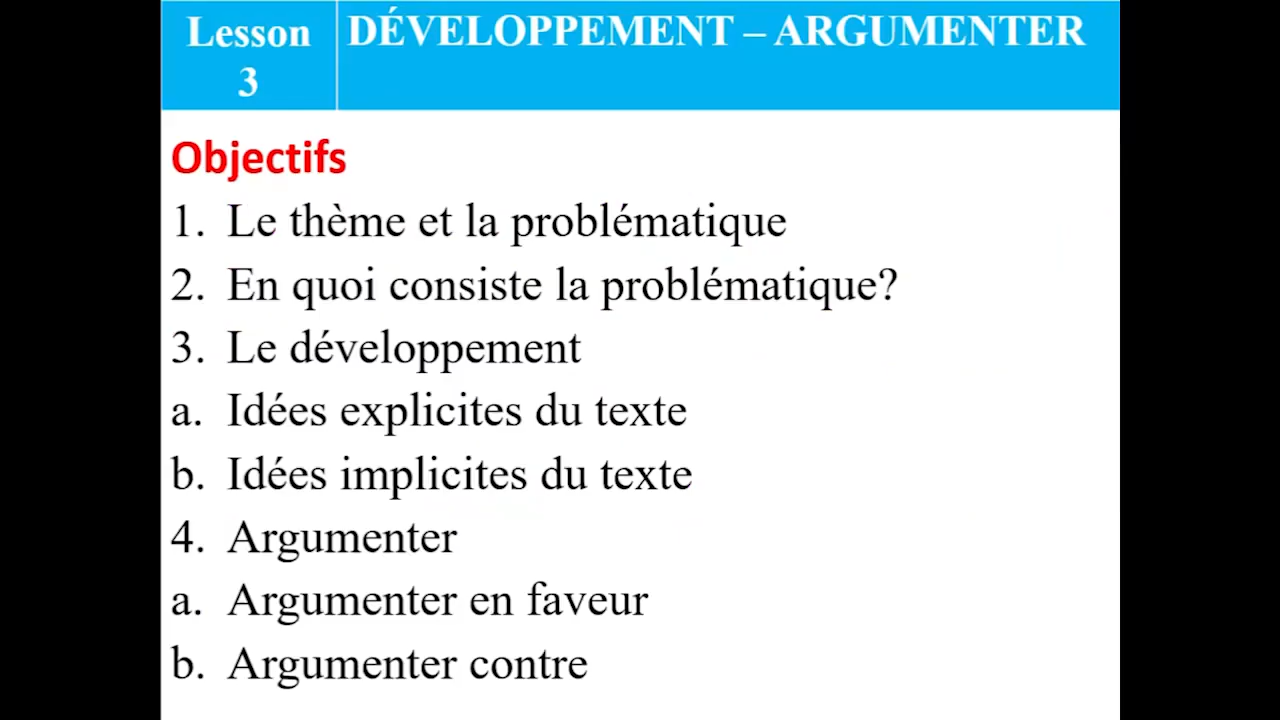 Lesson
3
DÉVELOPPEMENT – ARGUMENTER
Objectifs
1. Le thème et la problématique
2. En quoi consiste la problématique?
3. Le développement
a. Idées explicites du texte
b. Idées implicites du texte
4. Argumenter
a. Argumenter en faveur
b. Argumenter contre